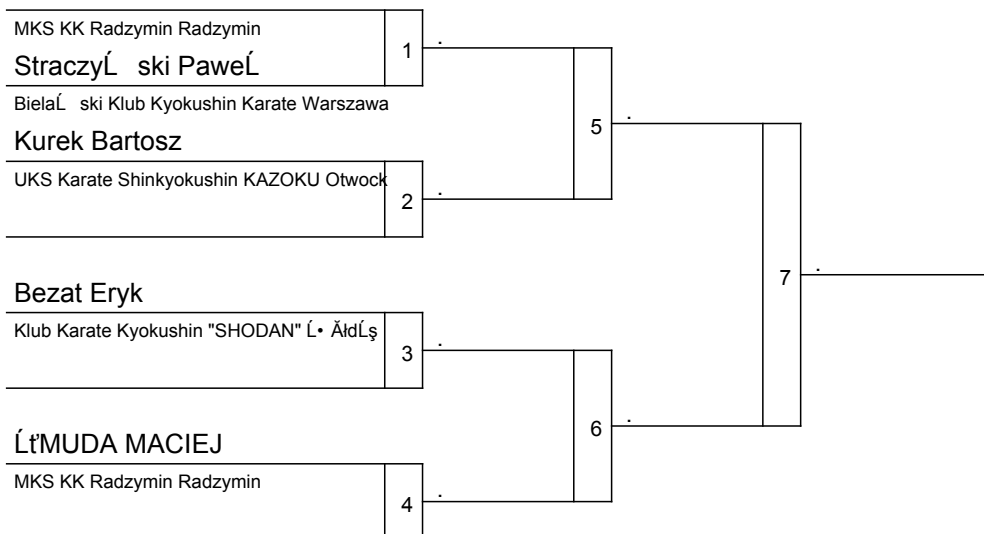 MKS KK Radzymin Radzymin
1
StraczyĹ ski PaweĹ
BielaĹ ski Klub Kyokushin Karate Warszawa
5
Kurek Bartosz
UKS Karate Shinkyokushin KAZOKU Otwock
2
7
Bezat Eryk
Klub Karate Kyokushin "SHODAN" Ĺ• ĂłdĹş
3
6
ĹťMUDA MACIEJ
MKS KK Radzymin Radzymin
4